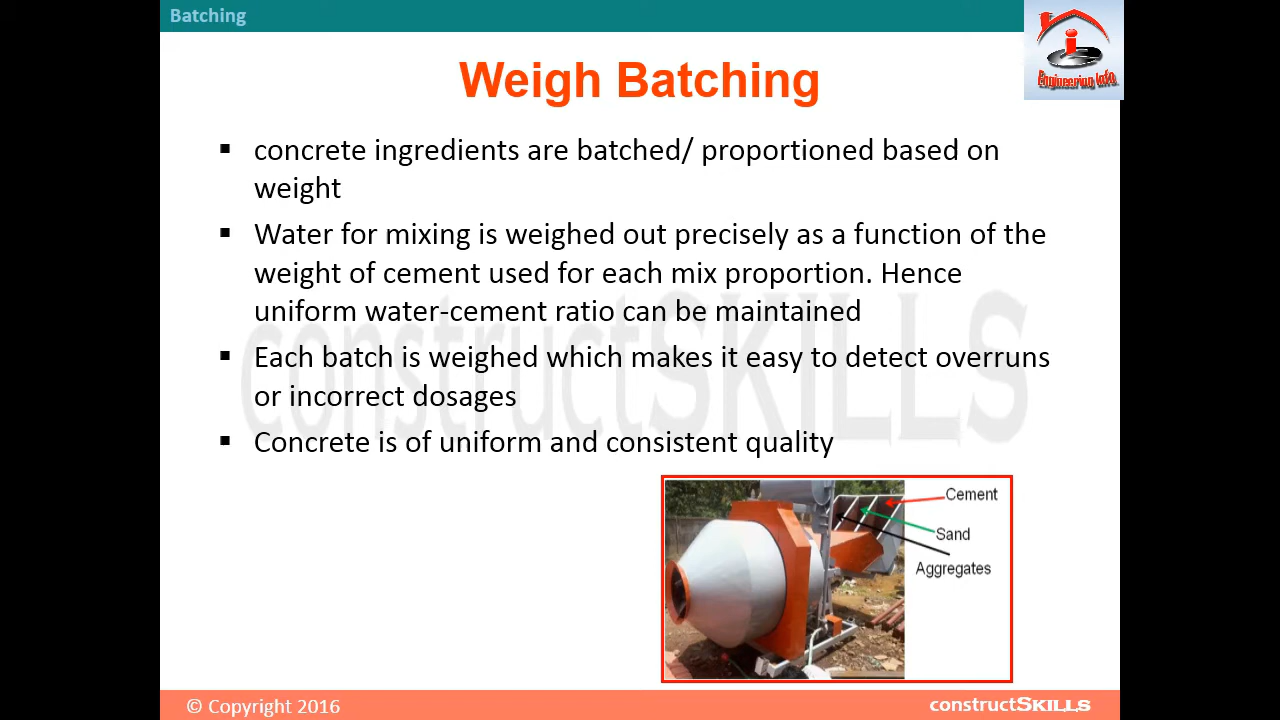 Batching
Engineering Info
Weigh Batching
▪ concrete ingredients are batched/ proportioned based on
weight
▪ Water for mixing is weighed out precisely as a function of the
weight of cement used for each mix proportion. Hence
uniform water-cement ratio can be maintained
▪ Each batch is weighed which makes it easy to detect overruns
or incorrect dosages
▪ Concrete is of uniform and consistent quality
constructSKILLS
Cement
Sand
Aggregates
© Copyright 2016
constructSKILLS